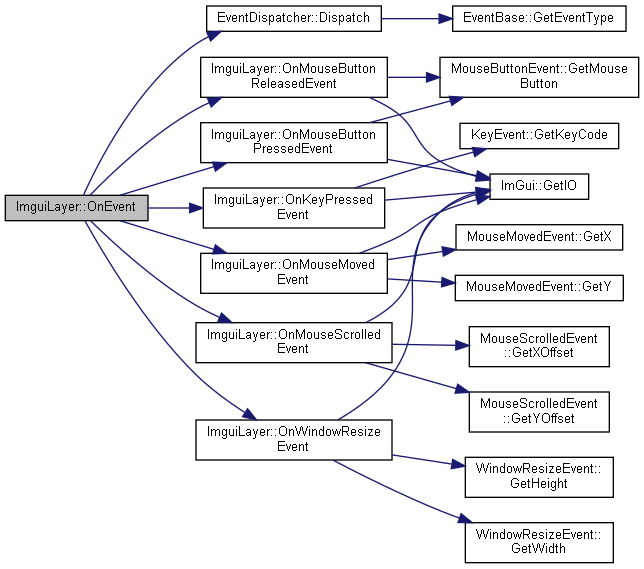 EventDispatcher::Dispatch
EventBase::GetEventType
ImguiLayer::OnMouseButton
ReleasedEvent
MouseButtonEvent::GetMouse
Button
ImguiLayer::OnMouseButton
PressedEvent
KeyEvent::GetKeyCode
ImguiLayer::OnEvent
ImguiLayer::OnKeyPressed
Event
ImGui::GetIO
ImguiLayer::OnMouseMoved
Event
MouseMovedEvent::GetX
MouseMovedEvent::GetY
ImguiLayer::OnMouseScrolled
Event
MouseScrolledEvent
::GetXOffset
MouseScrolledEvent
::GetYOffset
ImguiLayer::OnWindowResize
Event
WindowResizeEvent::
GetHeight
WindowResizeEvent::
GetWidth